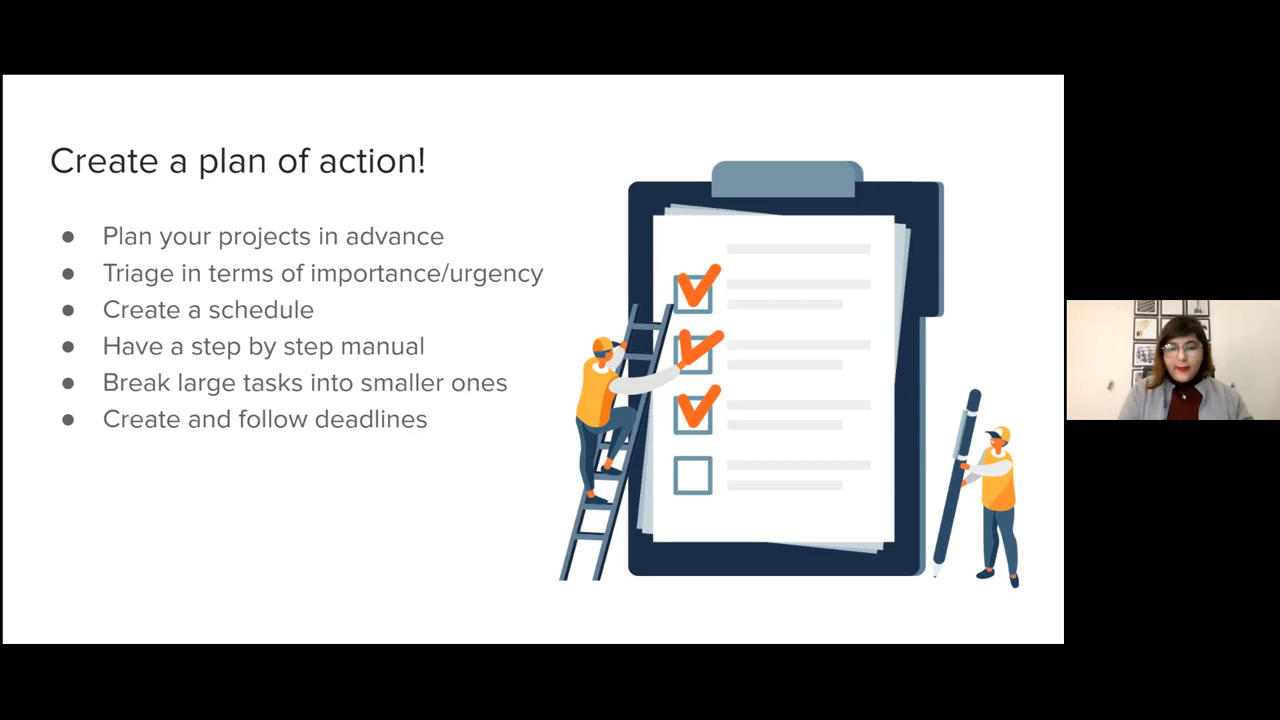 Create a plan of action!
● Plan your projects in advance
● Triage in terms of importance/urgency
● Create a schedule
● Have a step by step manual
● Break large tasks into smaller ones
● Create and follow deadlines